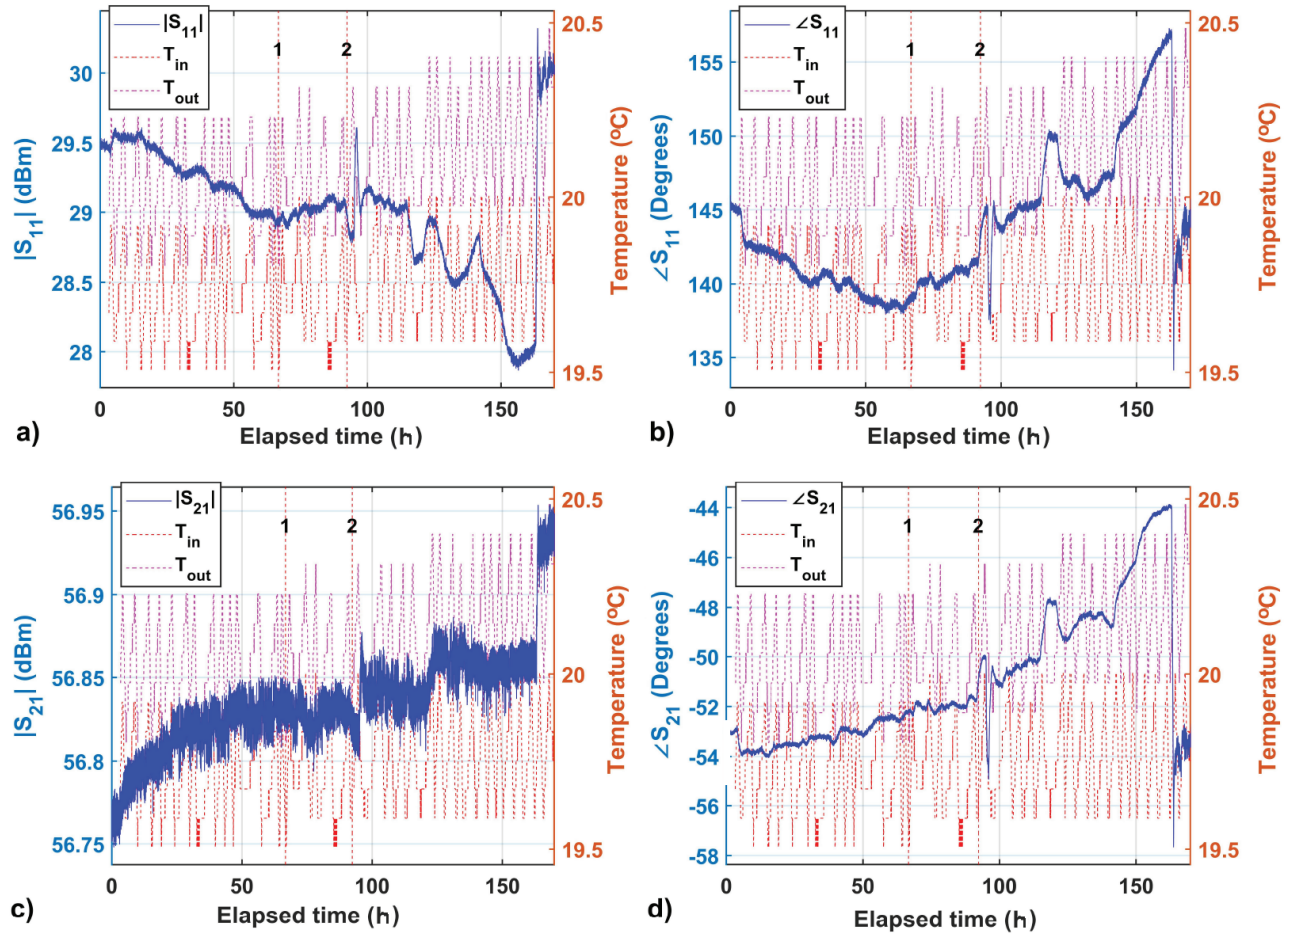 a)
|S11|
Tin
Tout
1
2
30
29.5
29
28.5
28
|S11| (dBm)
20.5
20
19.5
Temperature (ºC)
0
50
100
150
Elapsed time (h)
b)
∠S11
Tin
Tout
1
2
155
150
145
140
135
∠S11 (Degrees)
20.5
20
19.5
Temperature (ºC)
0
50
100
150
Elapsed time (h)
c)
|S21|
Tin
Tout
1
2
56.95
56.9
56.85
56.8
56.75
|S21| (dBm)
20.5
20
19.5
Temperature (ºC)
0
50
100
150
Elapsed time (h)
d)
∠S21
Tin
Tout
1
2
-44
-46
-48
-50
-52
-54
-56
-58
∠S21 (Degrees)
20.5
20
19.5
Temperature (ºC)
0
50
100
150
Elapsed time (h)